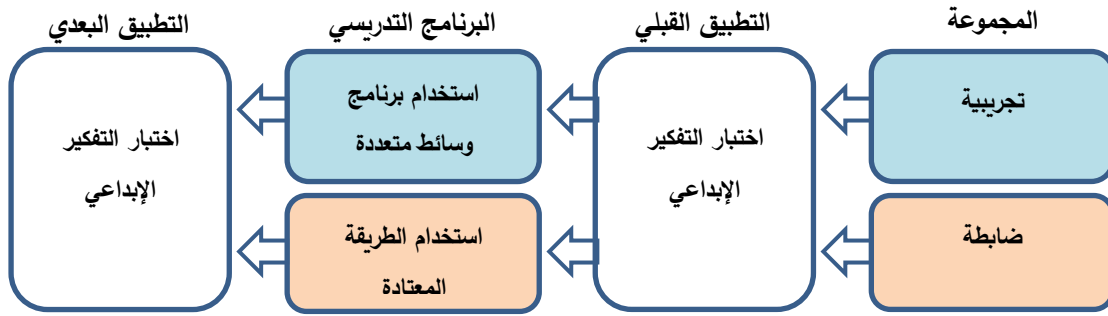 المجموعة
التطبيق القبلي
البرنامج التدريسي
التطبيق البعدي
تجريبية
اختبار التفكير
الإبداعي
استخدام برنامج
وسائط متعددة
اختبار التفكير
الإبداعي
ضابطة
استخدام الطريقة
المعتادة